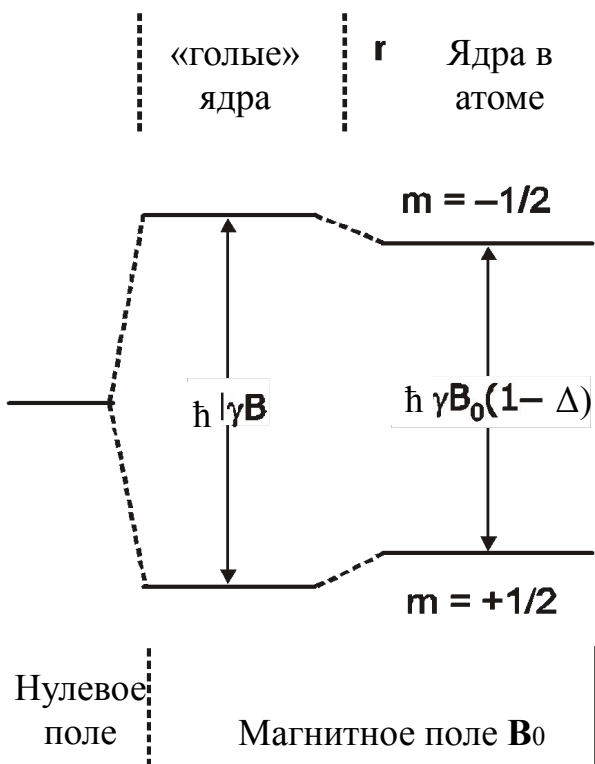 «голые»
ядра
r
Ядра в
атоме
m = –1/2
ħ |γB
ħ γB₀(1– Δ)
m = +1/2
Нулевое
поле
Магнитное поле B₀